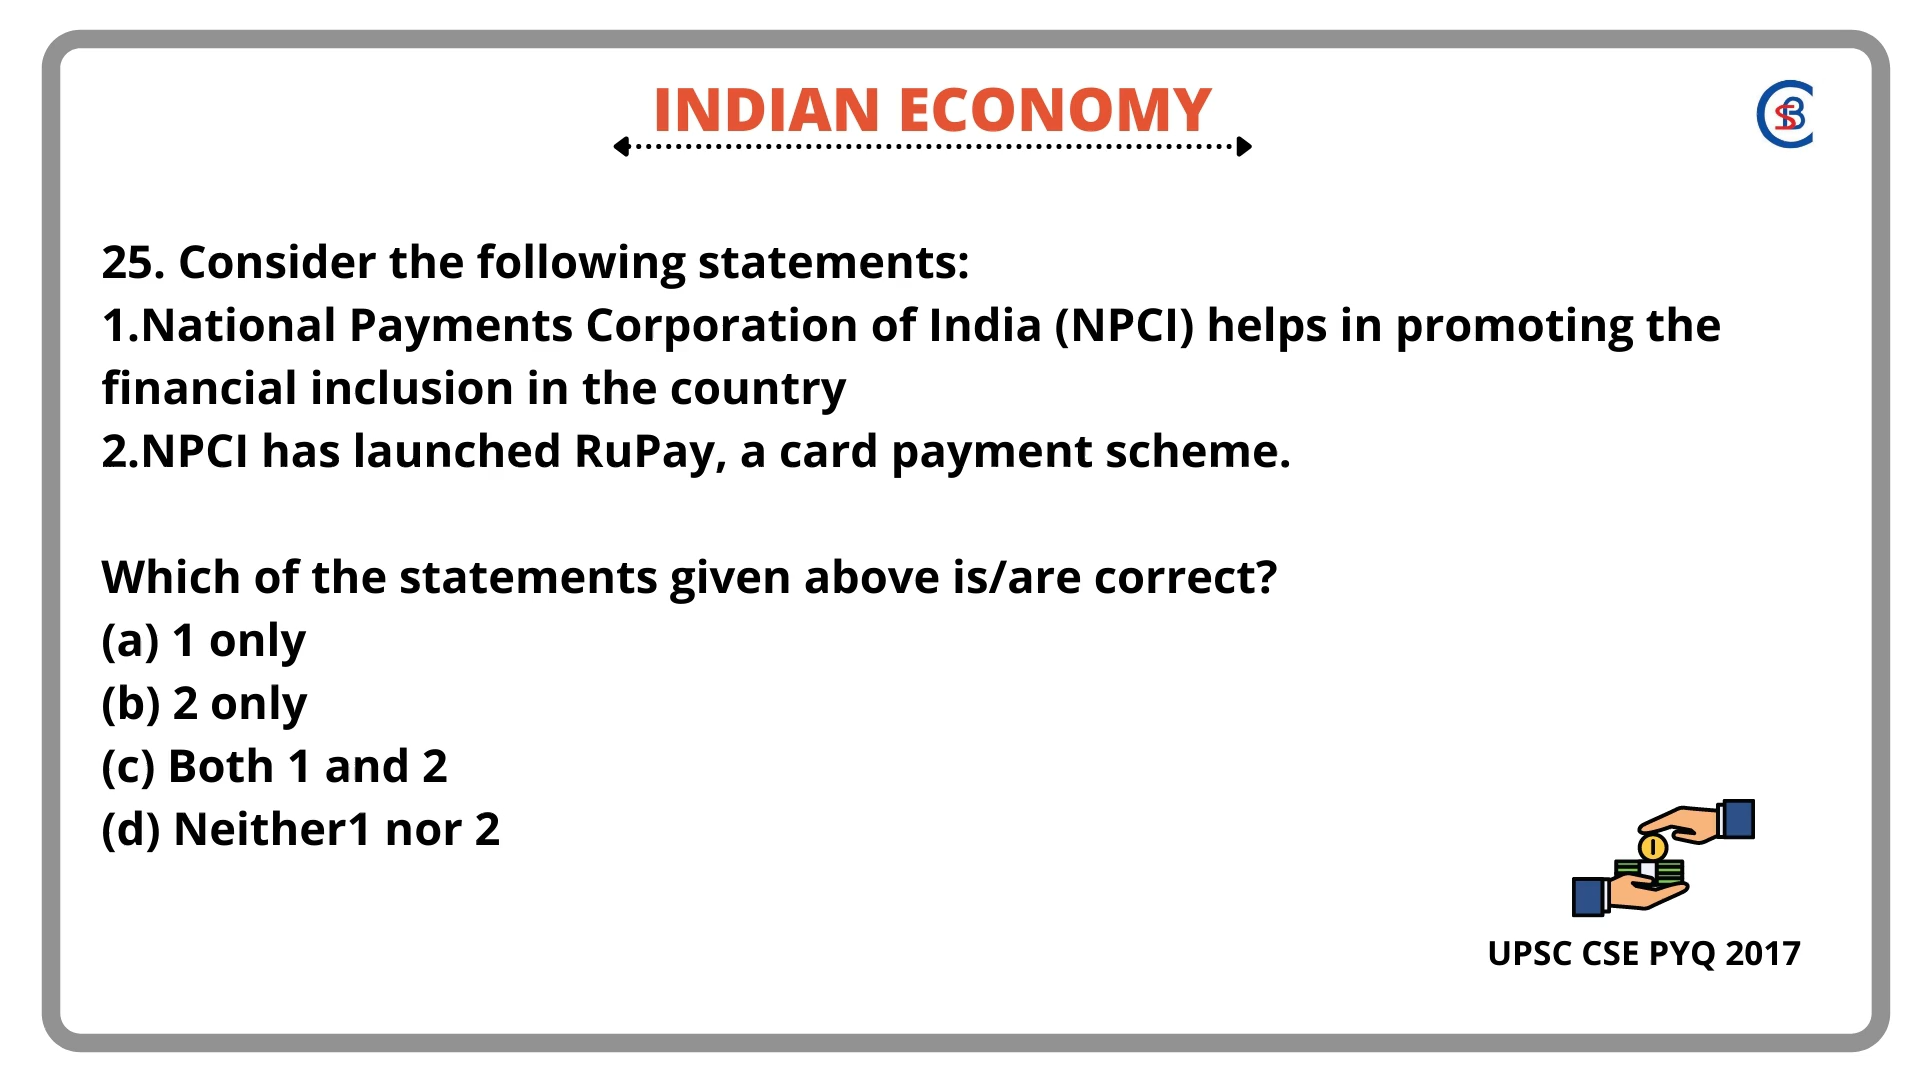 INDIAN ECONOMY
25. Consider the following statements:
1.National Payments Corporation of India (NPCI) helps in promoting the
financial inclusion in the country
2.NPCI has launched RuPay, a card payment scheme.
Which of the statements given above is/are correct?
(a) 1 only
(b) 2 only
(c) Both 1 and 2
(d) Neither1 nor 2
UPSC CSE PYQ 2017